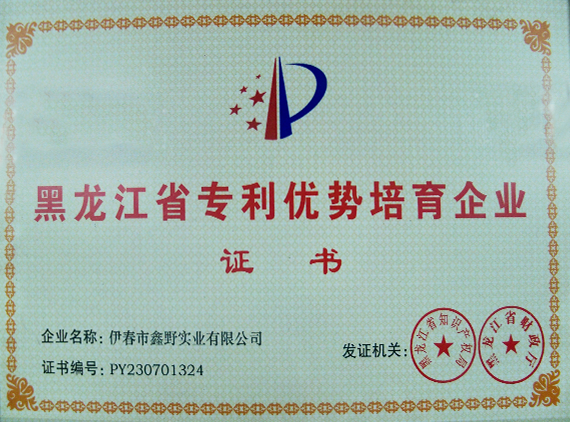 黑龙江省专利优势培育企业
证 书
企业名称: 伊春市鑫野实业有限公司
证书编号: PY230701324
发证机关:
黑龙江省知识产权局
黑龙江省财政厅